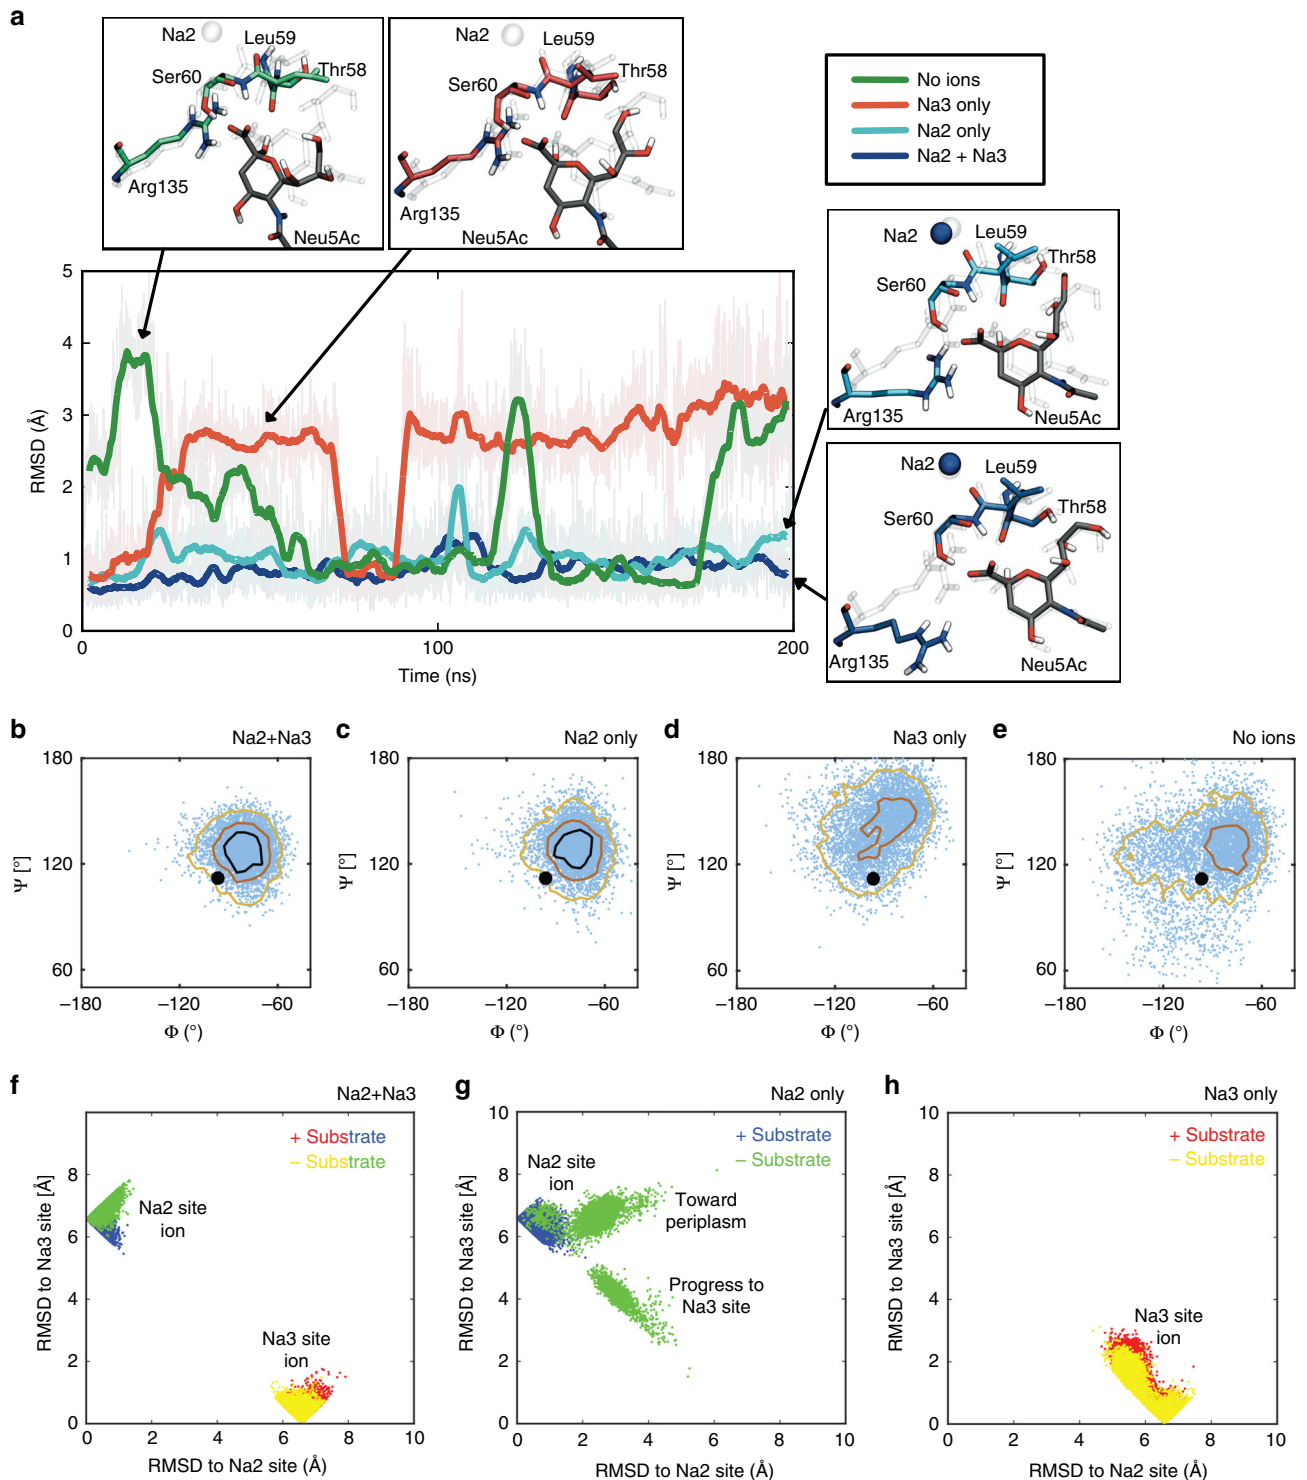 a
Na2
Leu59
Ser60
Thr58
Arg135
Neu5Ac
Na2
Leu59
Ser60
Thr58
Arg135
Neu5Ac
No ions
Na3 only
Na2 only
Na2 + Na3
Na2
Leu59
Thr58
Ser60
Arg135
Neu5Ac
Na2
Leu59
Thr58
Ser60
Arg135
Neu5Ac
5
4
3
2
1
0
RMSD (Å)
0
100
200
Time (ns)
b
Na2+Na3
180
120
60
Ψ [°]
−180
−120
−60
Φ (°)
c
Na2 only
180
120
60
Ψ [°]
−180
−120
−60
Φ (°)
d
Na3 only
180
120
60
Ψ [°]
−180
−120
−60
Φ (°)
e
No ions
180
120
60
Ψ [°]
−180
−120
−60
Φ (°)
f
Na2+Na3
+ Substrate
− Substrate
Na2 site
ion
Na3 site
ion
10
8
6
4
2
0
RMSD to Na3 site [Å]
0
2
4
6
8
10
RMSD to Na2 site (Å)
g
Na2 only
+ Substrate
− Substrate
Na2 site
ion
Toward
periplasm
Progress to
Na3 site
10
8
6
4
2
0
RMSD to Na3 site [Å]
0
2
4
6
8
10
RMSD to Na2 site (Å)
h
Na3 only
+ Substrate
− Substrate
Na3 site
ion
10
8
6
4
2
0
RMSD to Na3 site [Å]
0
2
4
6
8
10
RMSD to Na2 site (Å)